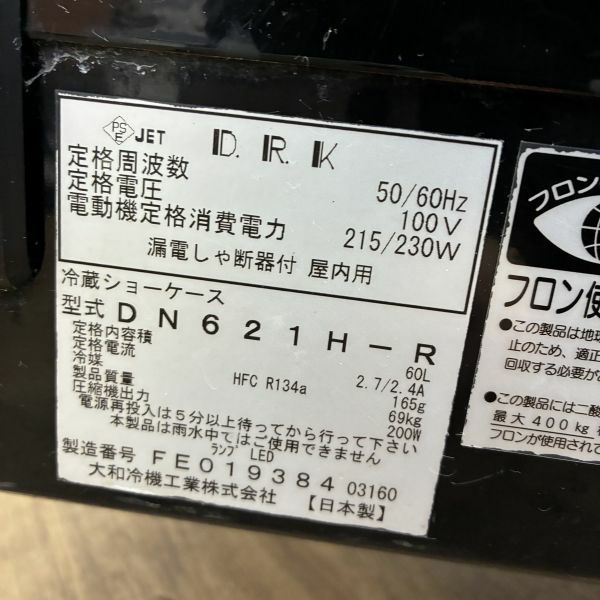 PS E JET D.R.K
定格周波数 50/60Hz
定格電圧 100V
電動機定格消費電力 215/230W
漏電しゃ断器付 屋内用
冷蔵ショーケース
型式 DN621H-R
定格内容積 60L
定格電流 2.7/2.4A
冷媒 HFC R134a 165g
製品質量 69kg
圧縮機出力 200W
電源再投入は5分以上待ってから行って下さい
本製品は雨水中ではご使用できません
ランプ LED
製造番号 FE019384 03160
大和冷機工業株式会社 【日本製】
フロン
フロン使
●この製品は地球
止のため、適正
回収する必要が
●この製品には二酸
最大400kg
フロンが使用されて